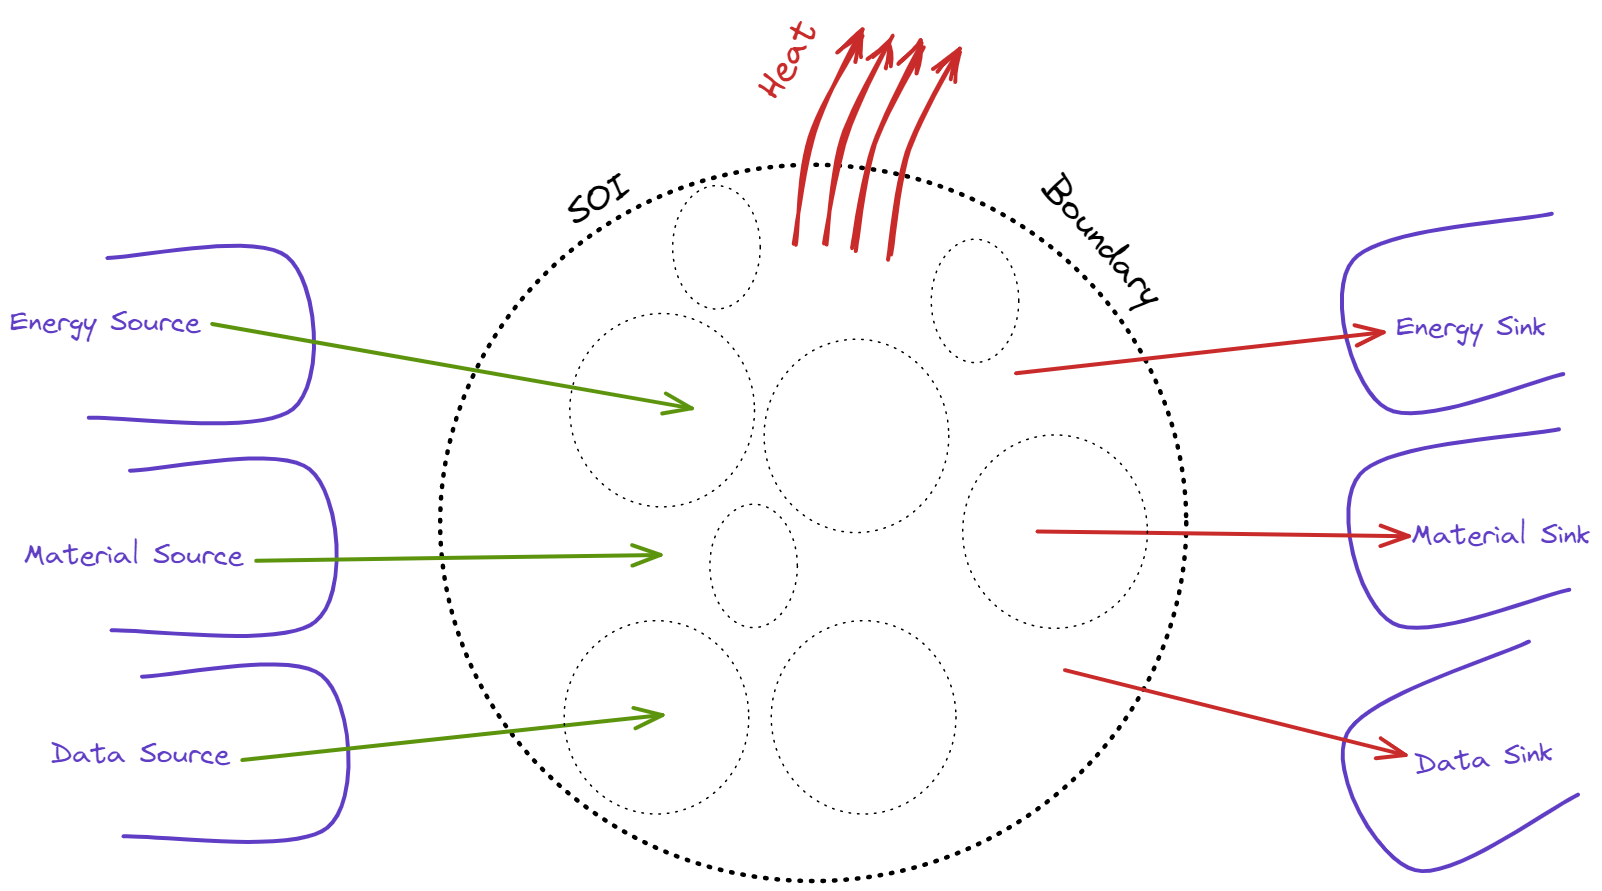 Heat
SOI
Boundary
Energy Source
Energy Sink
Material Source
Material Sink
Data Source
Data Sink